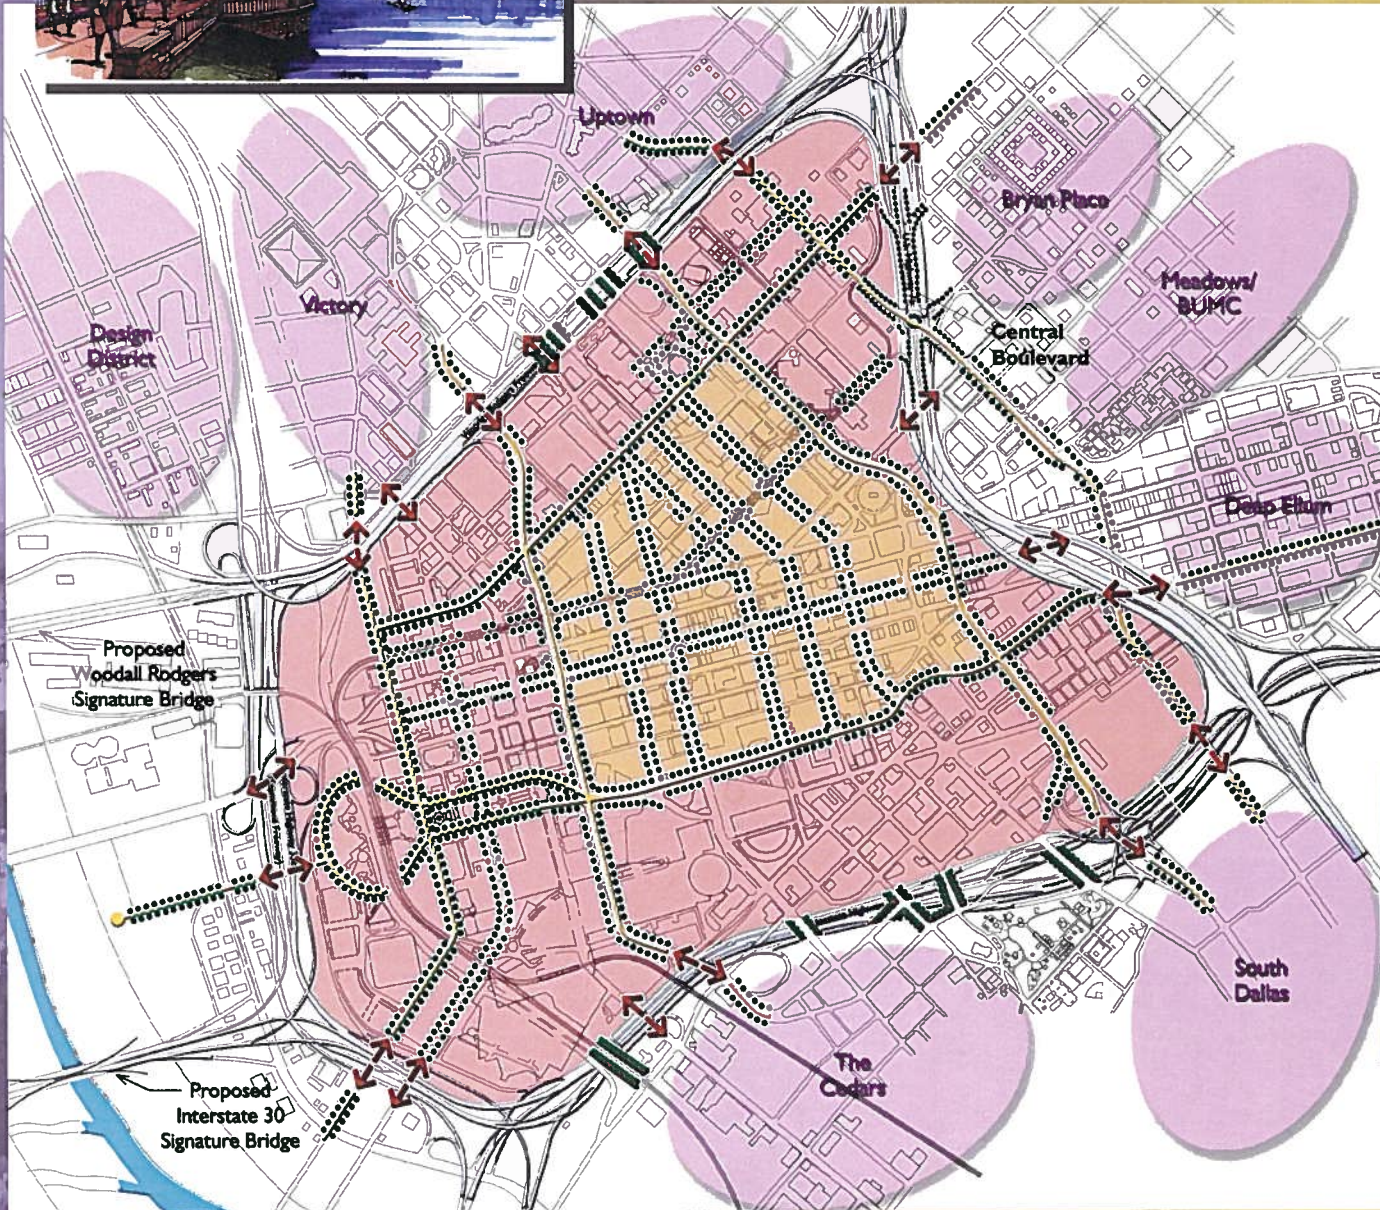 Uptown
Bryan Place
Victory
Meadows/
BUMC
Design
District
Central
Boulevard
Deep Ellum
Proposed
Woodall Rodgers
Signature Bridge
South
Dallas
The
Cedars
Proposed
Interstate 30
Signature Bridge